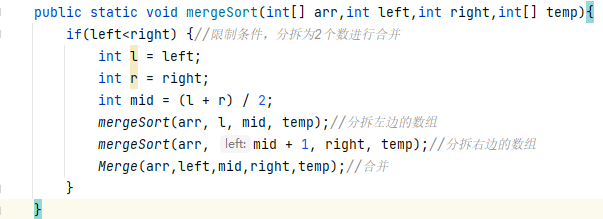 public static void mergeSort(int[] arr,int left,int right,int[] temp){
if(left<right) {//限制条件，分拆为2个数进行合并
int l = left;
int r = right;
int mid = (l + r) / 2;
mergeSort(arr, l, mid, temp);//分拆左边的数组
mergeSort(arr, left: mid + 1, right, temp);//分拆右边的数组
Merge(arr,left,mid,right,temp);//合并
}
}